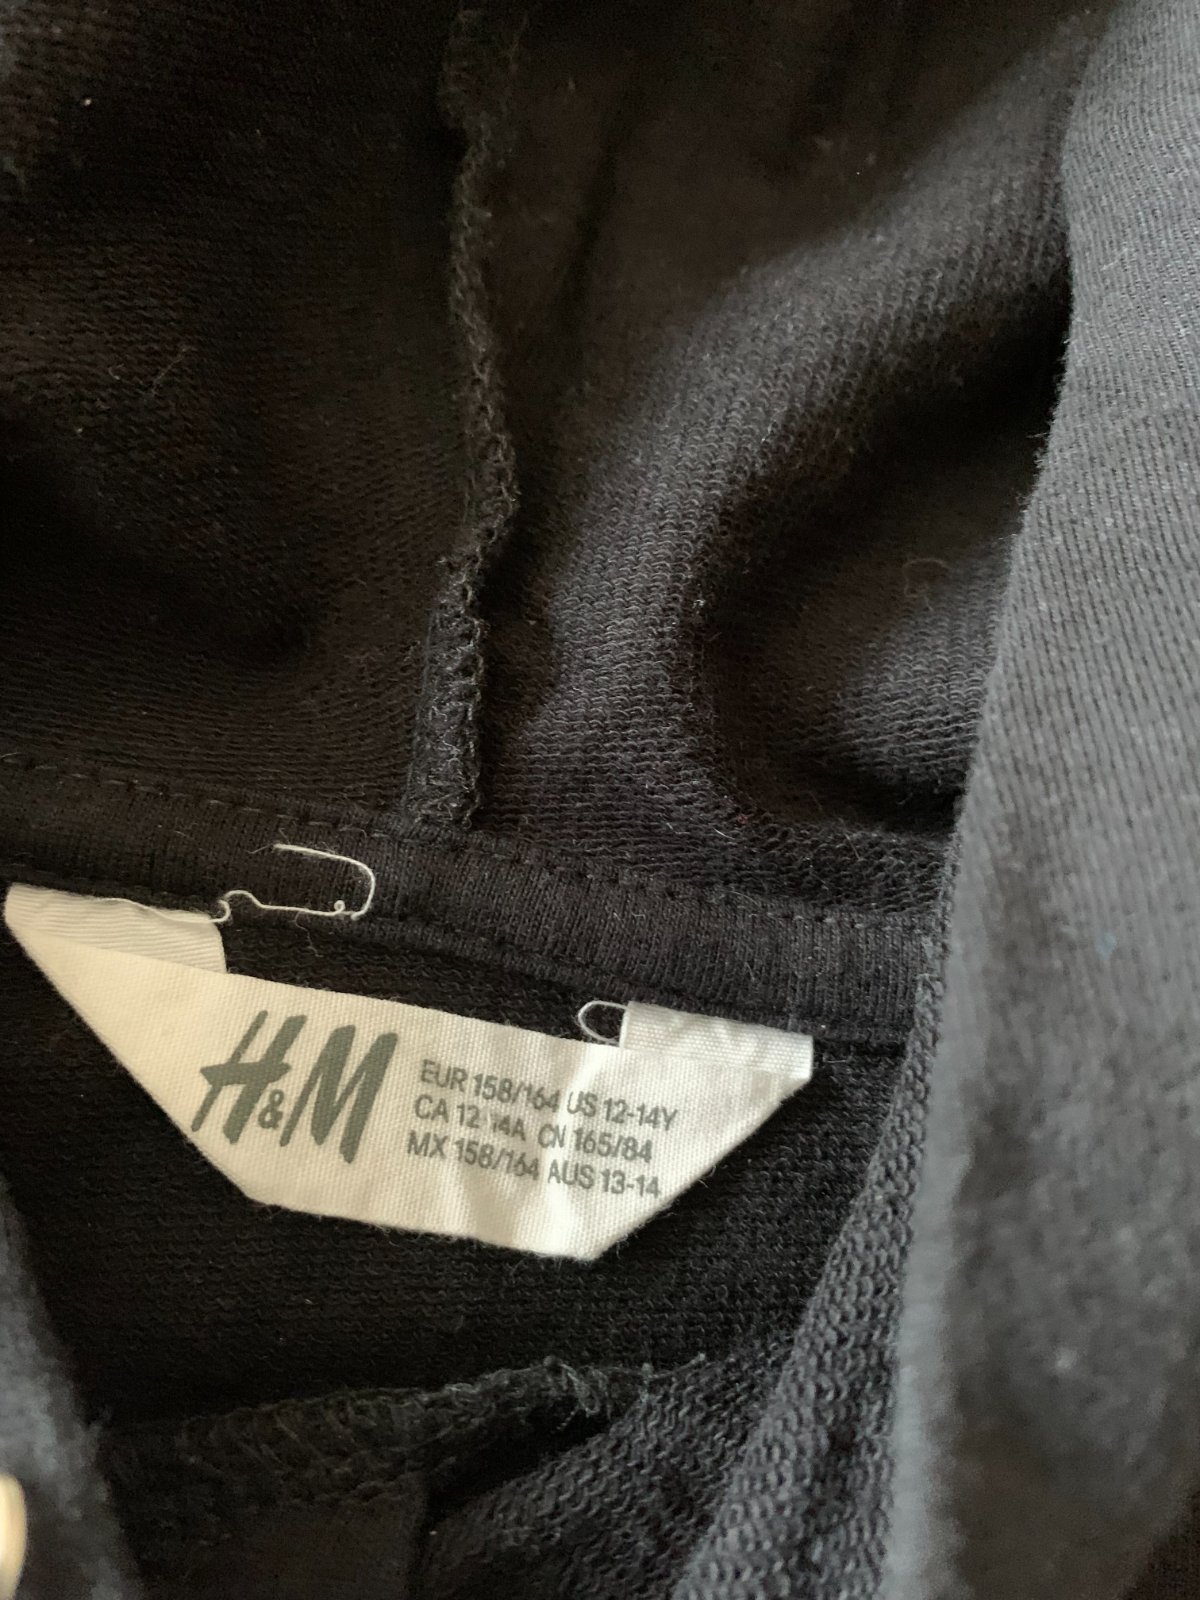 H&M
EUR 158/164 US 12-14Y
CA 12-14A CN 165/84
MX 158/164 AUS 13-14